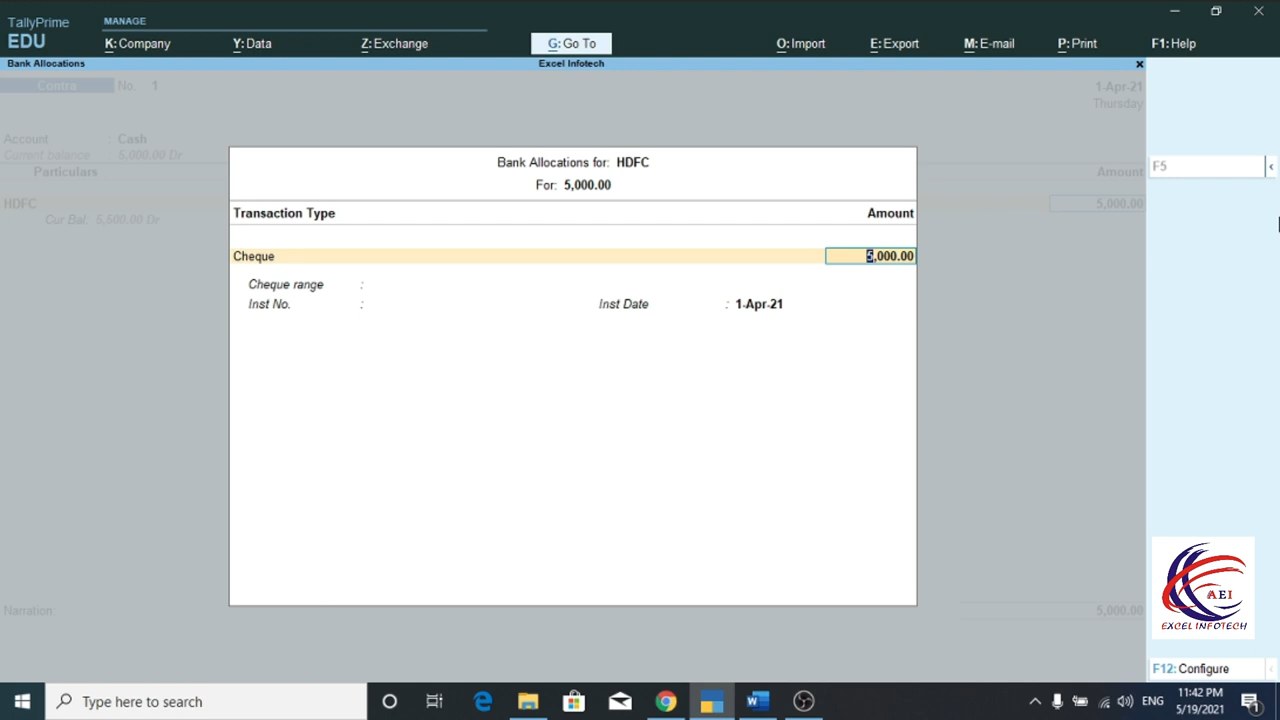 TallyPrime
EDU
MANAGE
K: Company
Y: Data
Z: Exchange
G: Go To
O: Import
E: Export
M: E-mail
P: Print
F1: Help
Bank Allocations
Excel Infotech
Contra No. 1
1-Apr-21
Thursday
Account : Cash
Current balance : 5,000.00 Dr
Particulars
Amount
HDFC
5,000.00
Cur Bal: 5,500.00 Dr
Bank Allocations for: HDFC
For: 5,000.00
Transaction Type Amount
Cheque 5,000.00
Cheque range :
Inst No. : Inst Date : 1-Apr-21
Narration:
5,000.00
F5
AEI
EXCEL INFOTECH
F12: Configure
Type here to search
ENG
11:42 PM
5/19/2021
1